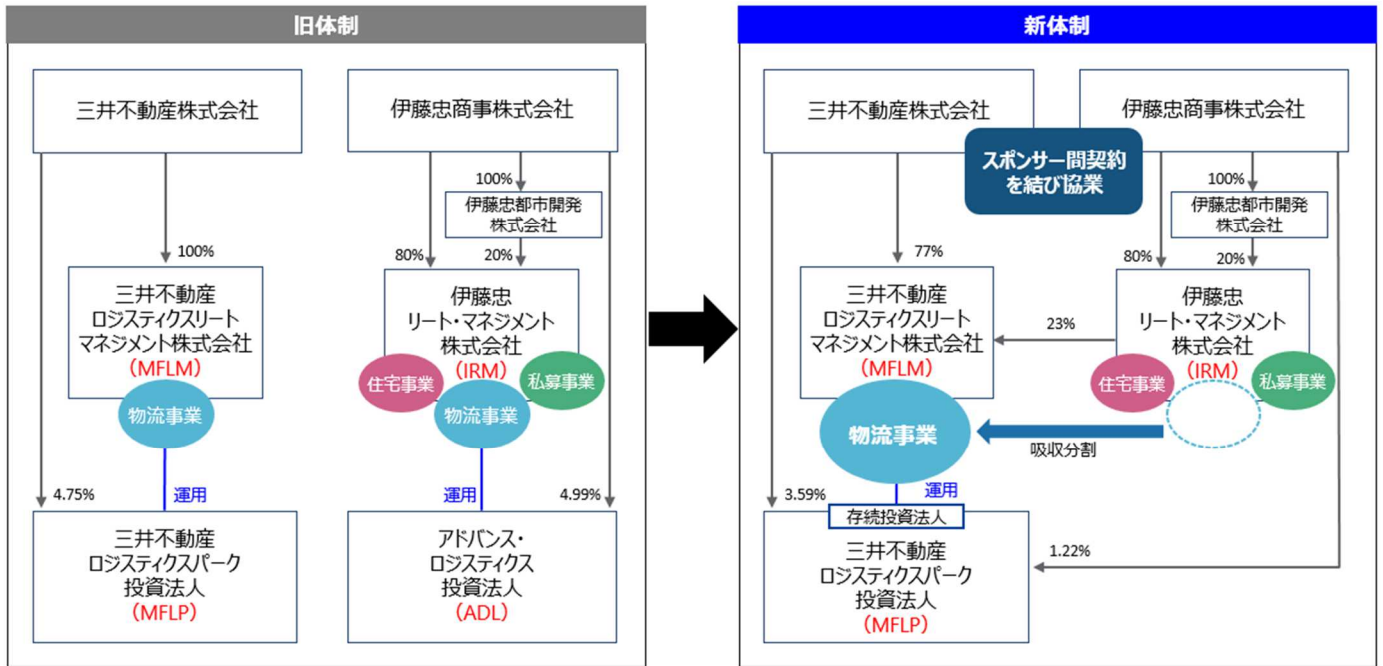 旧体制
三井不動産株式会社
伊藤忠商事株式会社
100%
伊藤忠都市開発
株式会社
100%
80%
20%
三井不動産
ロジスティクスリート
マネジメント株式会社
(MFLM)
物流事業
伊藤忠
リート・マネジメント
株式会社
(IRM)
住宅事業
物流事業
私募事業
4.75%
運用
運用
4.99%
三井不動産
ロジスティクスパーク
投資法人
(MFLP)
アドバンス・
ロジスティクス
投資法人
(ADL)
新体制
三井不動産株式会社
伊藤忠商事株式会社
スポンサー間契約
を結び協業
100%
伊藤忠都市開発
株式会社
77%
80%
20%
三井不動産
ロジスティクスリート
マネジメント株式会社
(MFLM)
23%
伊藤忠
リート・マネジメント
株式会社
(IRM)
住宅事業
私募事業
物流事業
吸収分割
3.59%
運用
存続投資法人
三井不動産
ロジスティクスパーク
投資法人
(MFLP)
1.22%